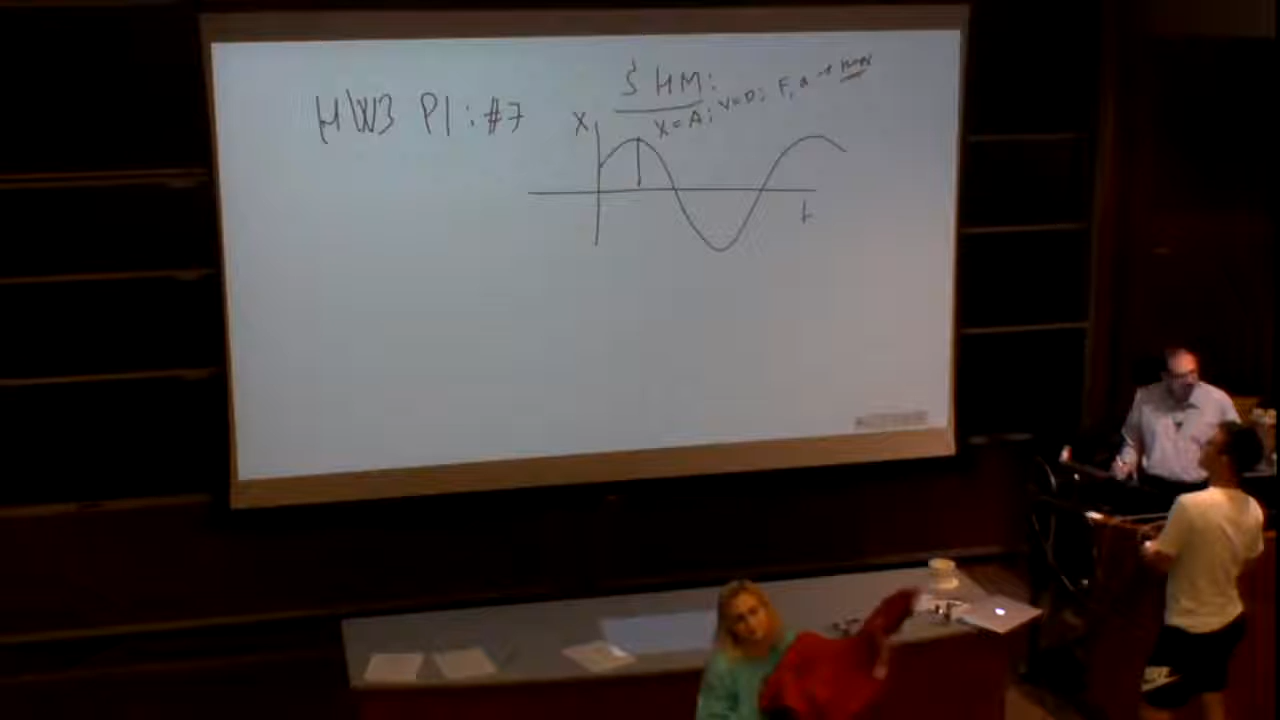 HW3 P1: #7
SHM:
X = A; V=0; F, a → max
X
t